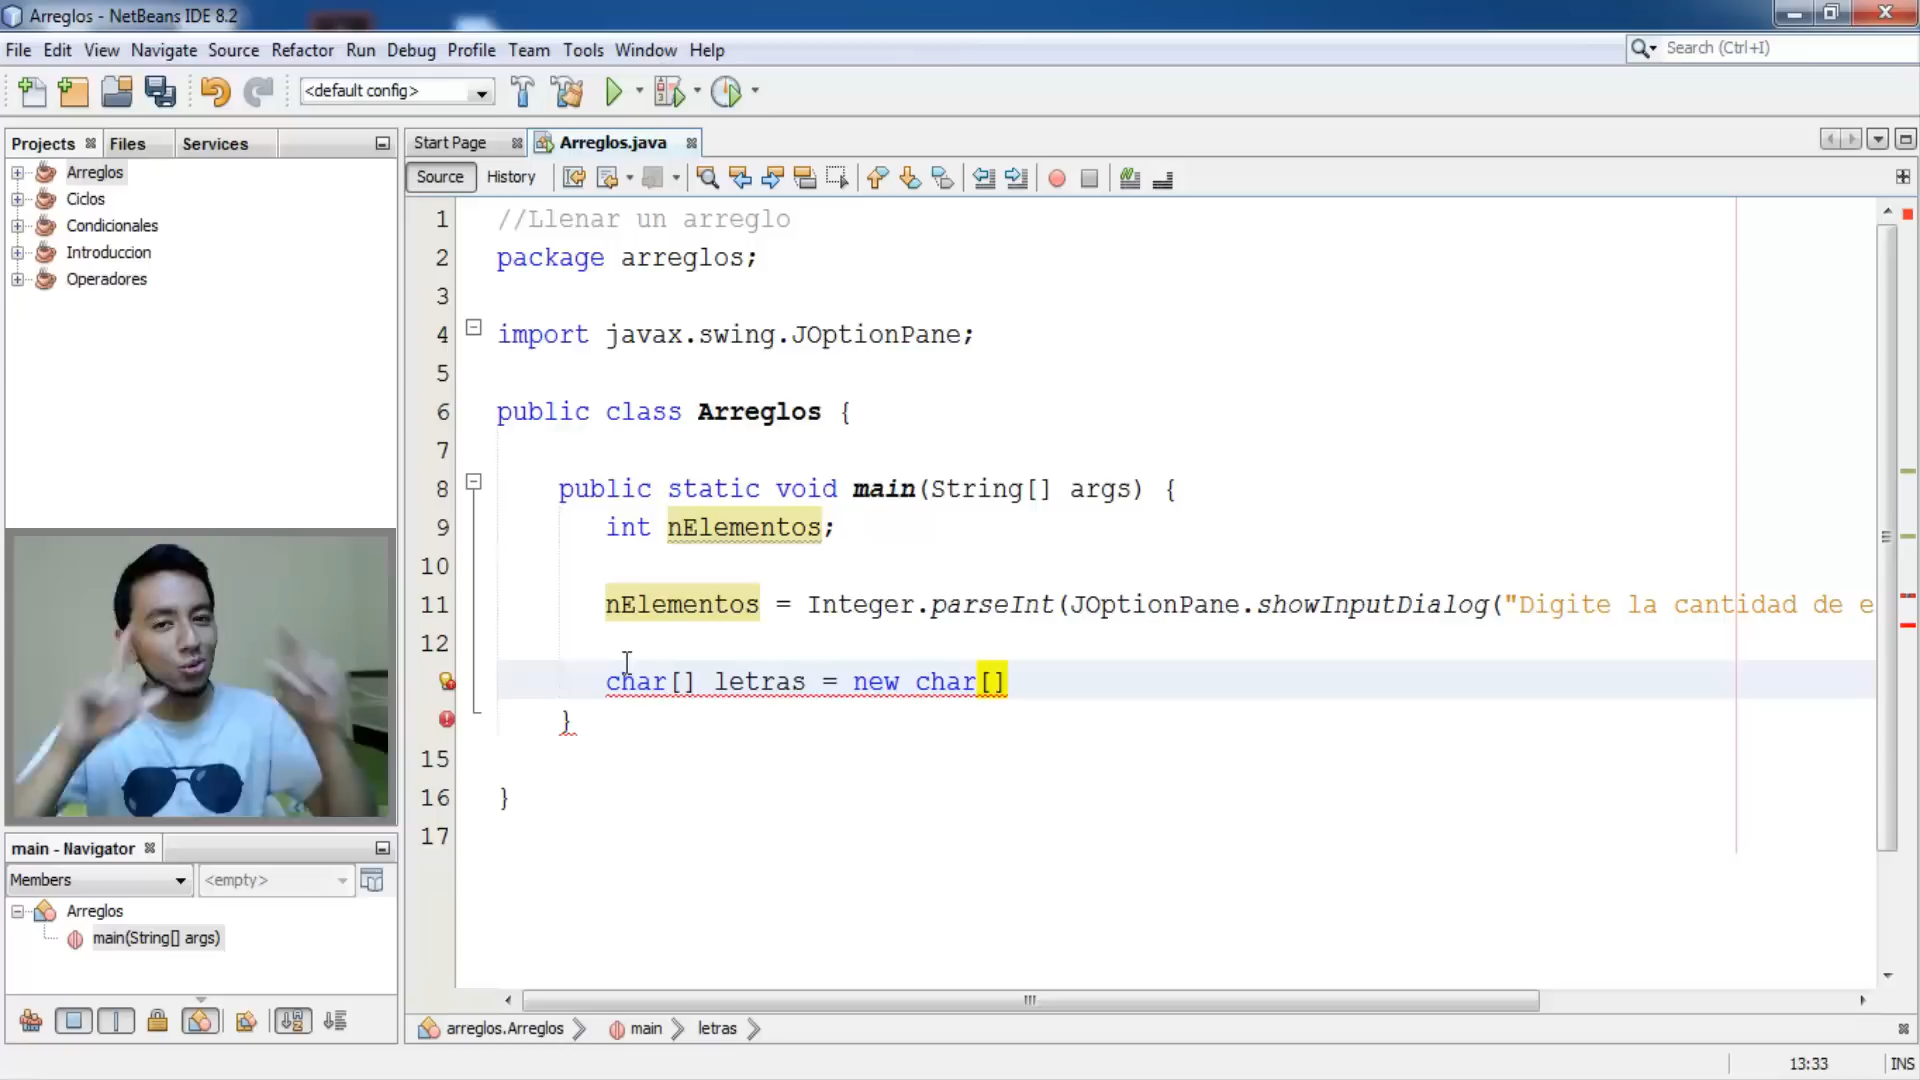 Arreglos - NetBeans IDE 8.2
File Edit View Navigate Source Refactor Run Debug Profile Team Tools Window Help
Search (Ctrl+I)
<default config>
Projects Files Services
Start Page Arreglos.java
Source History
Arreglos
Ciclos
Condicionales
Introduccion
Operadores
1 //Llenar un arreglo
2 package arreglos;
3
4 import javax.swing.JOptionPane;
5
6 public class Arreglos {
7
8 public static void main(String[] args) {
9 int nElementos;
10
11 nElementos = Integer.parseInt(JOptionPane.showInputDialog("Digite la cantidad de e
12
char[] letras = new char[]
}
15
16 }
17
main - Navigator
Members <empty>
Arreglos
main(String[] args)
arreglos.Arreglos main letras
13:33 INS